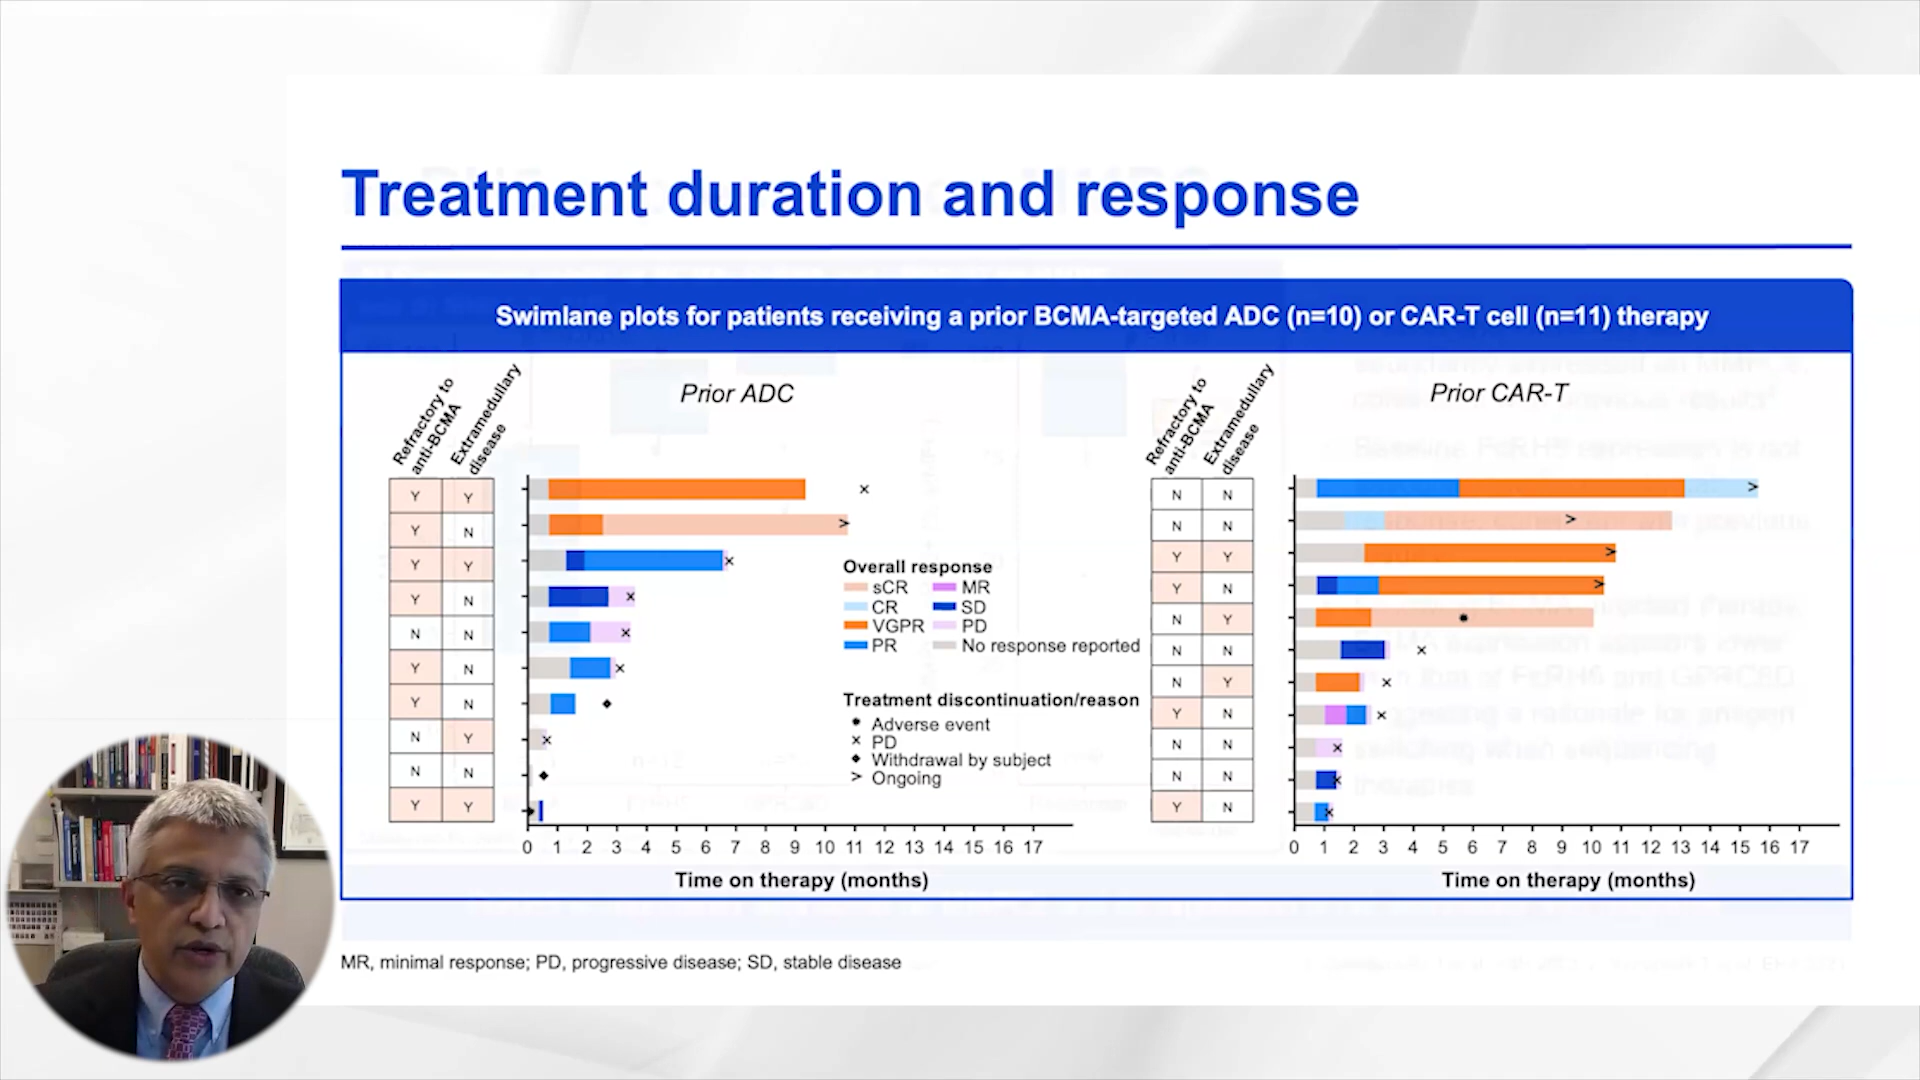 Treatment duration and response
Swimlane plots for patients receiving a prior BCMA-targeted ADC (n=10) or CAR-T cell (n=11) therapy
Refractory to
anti-BCMA
Extramedullary
disease
Prior ADC
Y Y
Y N
Y Y
Y N
N N
Y N
Y N
N Y
N N
Y Y
0 1 2 3 4 5 6 7 8 9 10 11 12 13 14 15 16 17
Time on therapy (months)
Overall response
sCR MR
CR SD
VGPR PD
PR No response reported
Treatment discontinuation/reason
Adverse event
× PD
Withdrawal by subject
> Ongoing
Refractory to
anti-BCMA
Extramedullary
disease
Prior CAR-T
N N
N N
Y Y
Y N
N Y
N N
N Y
Y N
N N
N N
Y N
0 1 2 3 4 5 6 7 8 9 10 11 12 13 14 15 16 17
Time on therapy (months)
MR, minimal response; PD, progressive disease; SD, stable disease